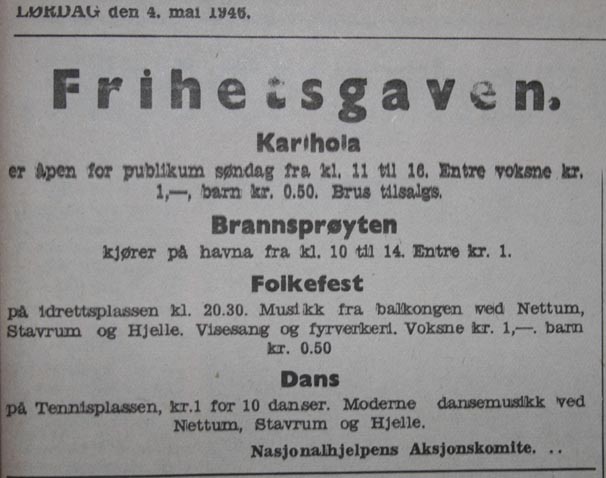 LØRDAG den 4. mai 1946.
Frihetsgaven.
Karlhola
er åpen for publikum søndag fra kl. 11 til 16. Entre voksne kr.
1,—, barn kr. 0.50. Brus tilsalgs.
Brannsprøyten
kjører på havna fra kl. 10 til 14. Entre kr. 1.
Folkefest
på idrettsplassen kl. 20.30. Musikk fra balkongen ved Nettum,
Stavrum og Hjelle. Visesang og fyrverkeri. Voksne kr. 1,—. barn
kr. 0.50
Dans
på Tennisplassen, kr.1 for 10 danser. Moderne dansemusikk ved
Nettum, Stavrum og Hjelle.
Nasjonalhjelpens Aksjonskomite. ..